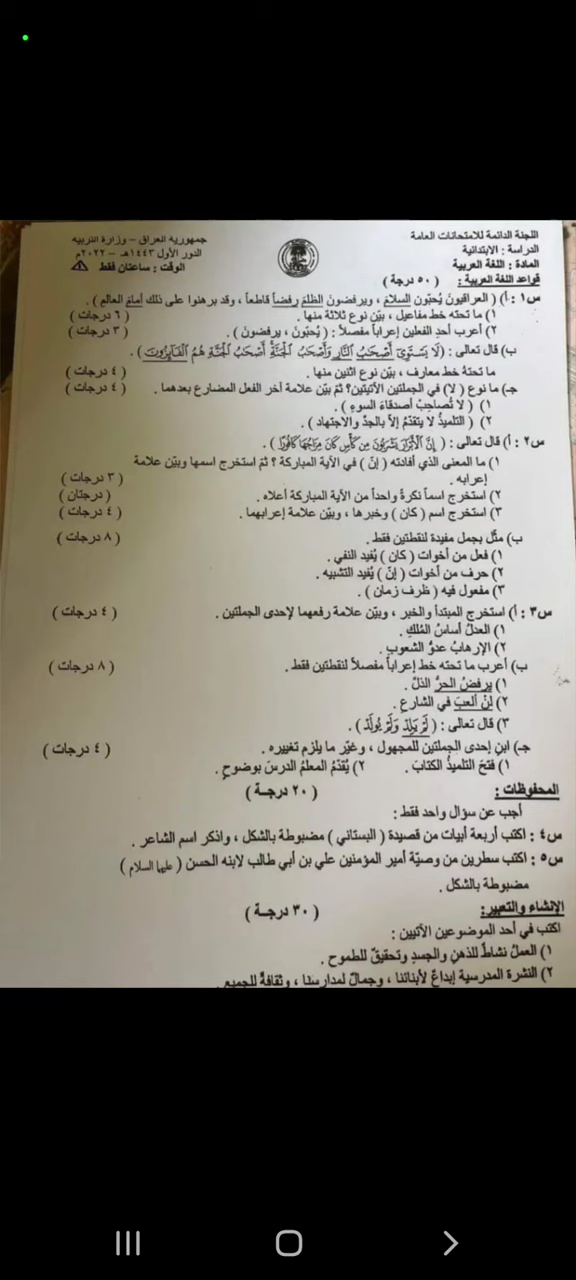 اللجنة الدائمة للامتحانات العامة
جمهورية العراق – وزارة التربية
الدراسة : الابتدائية
الدور الأول ١٤٤٣هـ – ٢٠٢٢م
المادة : اللغة العربية
الوقت : ساعتان فقط
قواعد اللغة العربية : ( ٥٠ درجة )
س١ : أ) ( العراقيونَ يُحبّون السلامَ ، ويرفضونَ الظلمَ رفضاً قاطعاً ، وقد برهنوا على ذلك أمامَ العالمِ ) .
١) ما تحته خط مفاعيل ، بيّن نوع ثلاثة منها . ( ٦ درجات )
٢) أعرب أحدِ الفعلين إعراباً مفصلاً : ( يُحبّونَ ، يرفضونَ ) . ( ٣ درجات )
ب) قال تعالى : ( لَا يَسْتَوِي أَصْحَابُ النَّارِ وَأَصْحَابُ الْجَنَّةِ أَصْحَابُ الْجَنَّةِ هُمُ الْفَائِزُونَ ) .
ما تحتهُ خط معارف ، بيّن نوع اثنين منها . ( ٤ درجات )
جـ) ما نوع ( لا) في الجملتين الآتيتين؟ ثمّ بيّن علامة آخر الفعل المضارع بعدهما . ( ٤ درجات )
١) ( لا تُصاحِبْ أصدقاءَ السوءِ ) .
٢) ( التلميذُ لا يتقدّمُ إلاّ بالجدِّ والاجتهاد ) .
س٢ : أ) قال تعالى : ( إِنَّ الْأَبْرَارَ يَشْرَبُونَ مِن كَأْسٍ كَانَ مِزَاجُهَا كَافُورًا ) .
١) ما المعنى الذي أفادته ( إنّ ) في الآية المباركة ؟ ثمّ استخرج اسمها وبيّن علامة
إعرابه . ( ٣ درجات )
٢) استخرج اسماً نكرةً واحداً من الآية المباركة أعلاه . ( درجتان )
٣) استخرج اسم ( كان ) وخبرها ، وبيّن علامة إعرابهما . ( ٤ درجات )
ب) مثّل بجمل مفيدة لنقطتين فقط . ( ٨ درجات )
١) فعل من أخوات ( كان ) يُفيد النفي .
٢) حرف من أخوات ( إنّ ) يُفيد التشبيه .
٣) مفعول فيه ( ظرف زمان ) .
س٣ : أ) استخرج المبتدأ والخبر ، وبيّن علامة رفعهما لإحدى الجملتين . ( ٤ درجات )
١) العدلُ أساسُ المُلكِ .
٢) الإرهابُ عدوُّ الشعوبِ .
ب) أعرب ما تحته خط إعراباً مفصلاً لنقطتين فقط . ( ٨ درجات )
١) يرفضُ الحرُّ الذلَّ .
٢) لنْ ألعبَ في الشارعِ .
٣) قال تعالى : ( لَمْ يَلِدْ وَلَمْ يُولَدْ ) .
جـ) ابنِ إحدى الجملتين للمجهول ، وغيّر ما يلزم تغييره . ( ٤ درجات )
١) فتحَ التلميذُ الكتابَ . ٢) يُقدّمُ المعلمُ الدرسَ بوضوحٍ .
المحفوظات : ( ٢٠ درجة )
أجب عن سؤال واحد فقط :
س٤ : اكتب أربعة أبيات من قصيدة ( البستاني ) مضبوطة بالشكل ، واذكر اسم الشاعر .
س٥ : اكتب سطرين من وصيّة أمير المؤمنين علي بن أبي طالب لابنه الحسن ( عليهما السلام )
مضبوطة بالشكل .
الإنشاء والتعبير: ( ٣٠ درجة )
اكتب في أحد الموضوعين الآتيين :
١) العملُ نشاطٌ للذهنِ والجسدِ وتحقيقٌ للطموح .
٢) النشرة المدرسية إبداعٌ لأبنائنا ، وجمالٌ لمدارسنا ، وثقافةٌ للجميع .